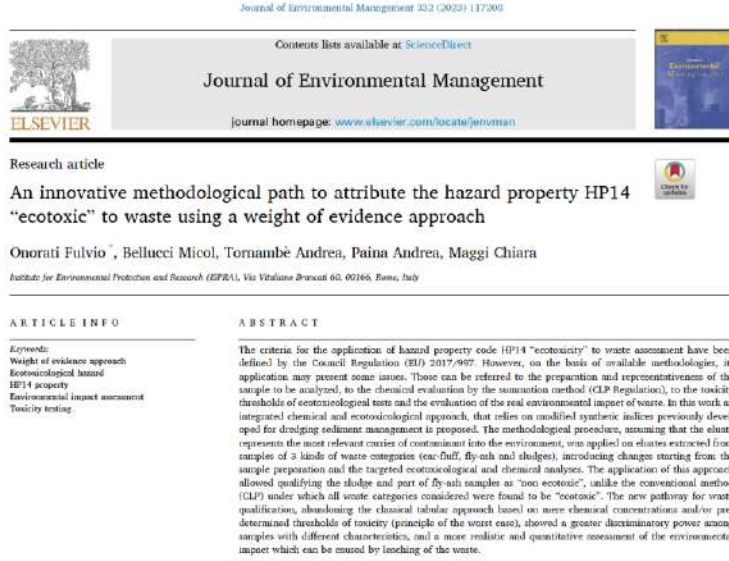 Journal of Environmental Management 332 (2023) 117200
Contents lists available at ScienceDirect
Journal of Environmental Management
journal homepage: www.elsevier.com/locate/jenvman
ELSEVIER
Research article
Check for
updates
An innovative methodological path to attribute the hazard property HP14
“ecotoxic” to waste using a weight of evidence approach
Onorati Fulvio *, Bellucci Micol, Tornambè Andrea, Paina Andrea, Maggi Chiara
Institute for Environmental Protection and Research (ISPRA), Via Vitaliano Brancati 60, 00166, Rome, Italy
ARTICLE INFO
Keywords:
Weight of evidence approach
Ecotoxicological hazard
HP14 property
Environmental impact assessment
Toxicity testing
ABSTRACT
The criteria for the application of hazard property code HP14 “ecotoxicity” to waste assessment have been
defined by the Council Regulation (EU) 2017/997. However, on the basis of available methodologies, it
application may present some issues. Those can be referred to the preparation and representativeness of the
sample to be analyzed, to the chemical evaluation by the summation method (CLP Regulation), to the toxicit
thresholds of ecotoxicological tests and the evaluation of the real environmental impact of waste. In this work a
integrated chemical and ecotoxicological approach, that relies on modified synthetic indices previously devel
oped for dredging sediment management is proposed. The methodological procedure, assuming that the eluat
represents the most relevant carrier of contaminant into the environment, was applied on eluates extracted from
samples of 3 kinds of waste categories (car-fluff, fly-ash and sludges), introducing changes starting from th
sample preparation and the targeted ecotoxicological and chemical analyses. The application of this approac
allowed qualifying the sludge and part of fly-ash samples as “non ecotoxic”, unlike the conventional metho
(CLP) under which all waste categories considered were found to be “ecotoxic”. The new pathway for wast
qualification, abandoning the classical tabular approach based on mere chemical concentrations and/or pre
determined thresholds of toxicity (principle of the worst case), showed a greater discriminatory power amon
samples with different characteristics, and a more realistic and quantitative assessment of the environmenta
impact which can be caused by leaching of the waste.